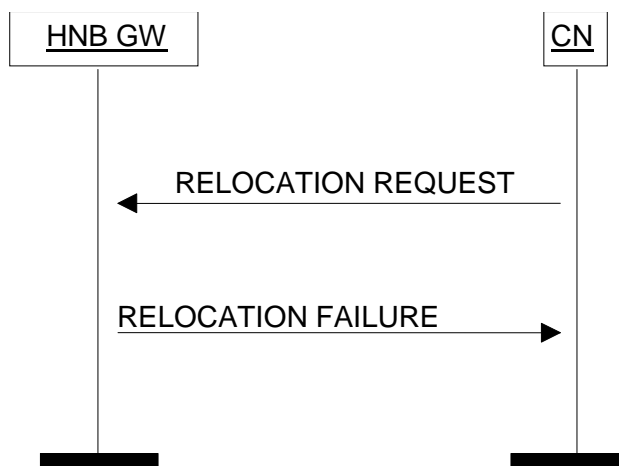 HNB GW
CN
RELOCATION REQUEST
RELOCATION FAILURE